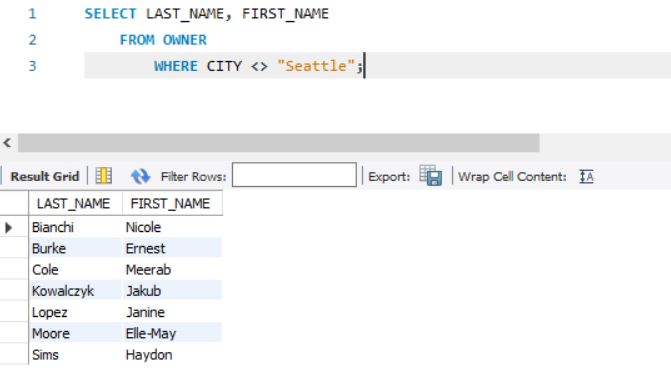 1 SELECT LAST_NAME, FIRST_NAME
2 FROM OWNER
3 WHERE CITY <> "Seattle";
Result Grid Filter Rows: Export: Wrap Cell Content:
LAST_NAME FIRST_NAME
Bianchi Nicole
Burke Ernest
Cole Meerab
Kowalczyk Jakub
Lopez Janine
Moore Elle-May
Sims Haydon